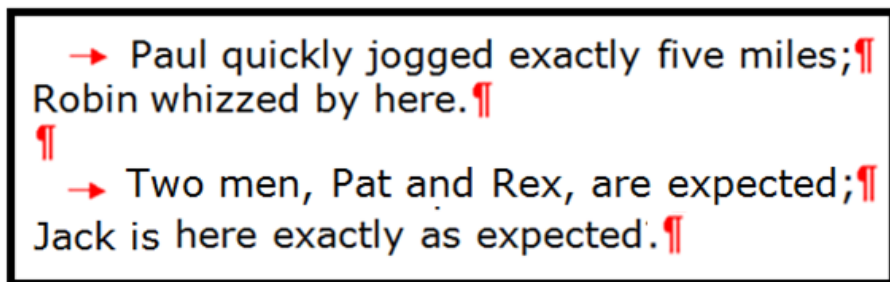 → Paul quickly jogged exactly five miles;¶
Robin whizzed by here.¶
¶
→ Two men, Pat and Rex, are expected;¶
Jack is here exactly as expected.¶